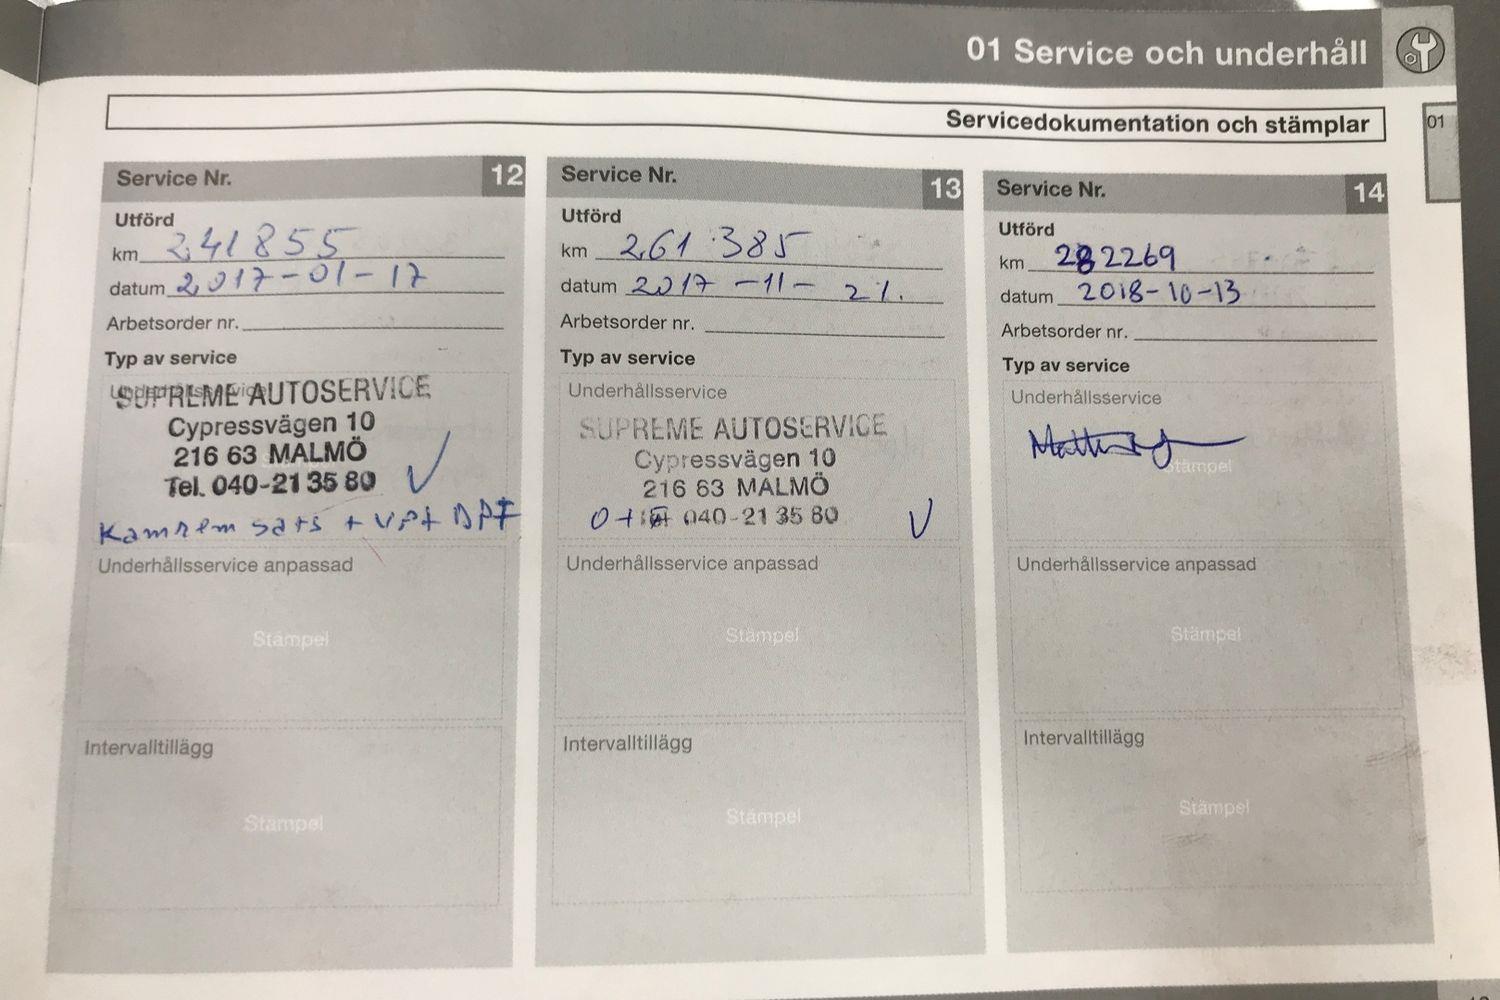 01 Service och underhåll
Servicedokumentation och stämplar
01
Service Nr. 12
Utförd
km 241855
datum 2017-01-17
Arbetsorder nr.
Typ av service
Underhållsservice
SUPREME AUTOSERVICE
Cypressvägen 10
216 63 MALMÖ
Tel. 040-21 35 80
Kamrem sats + DPF
Underhållsservice anpassad
Stämpel
Intervalltillägg
Stämpel
Service Nr. 13
Utförd
km 261385
datum 2017-11-21.
Arbetsorder nr.
Typ av service
Underhållsservice
SUPREME AUTOSERVICE
Cypressvägen 10
216 63 MALMÖ
040-21 35 80
Underhållsservice anpassad
Stämpel
Intervalltillägg
Stämpel
Service Nr. 14
Utförd
km 282269
datum 2018-10-13
Arbetsorder nr.
Typ av service
Underhållsservice
Stämpel
Underhållsservice anpassad
Stämpel
Intervalltillägg
Stämpel